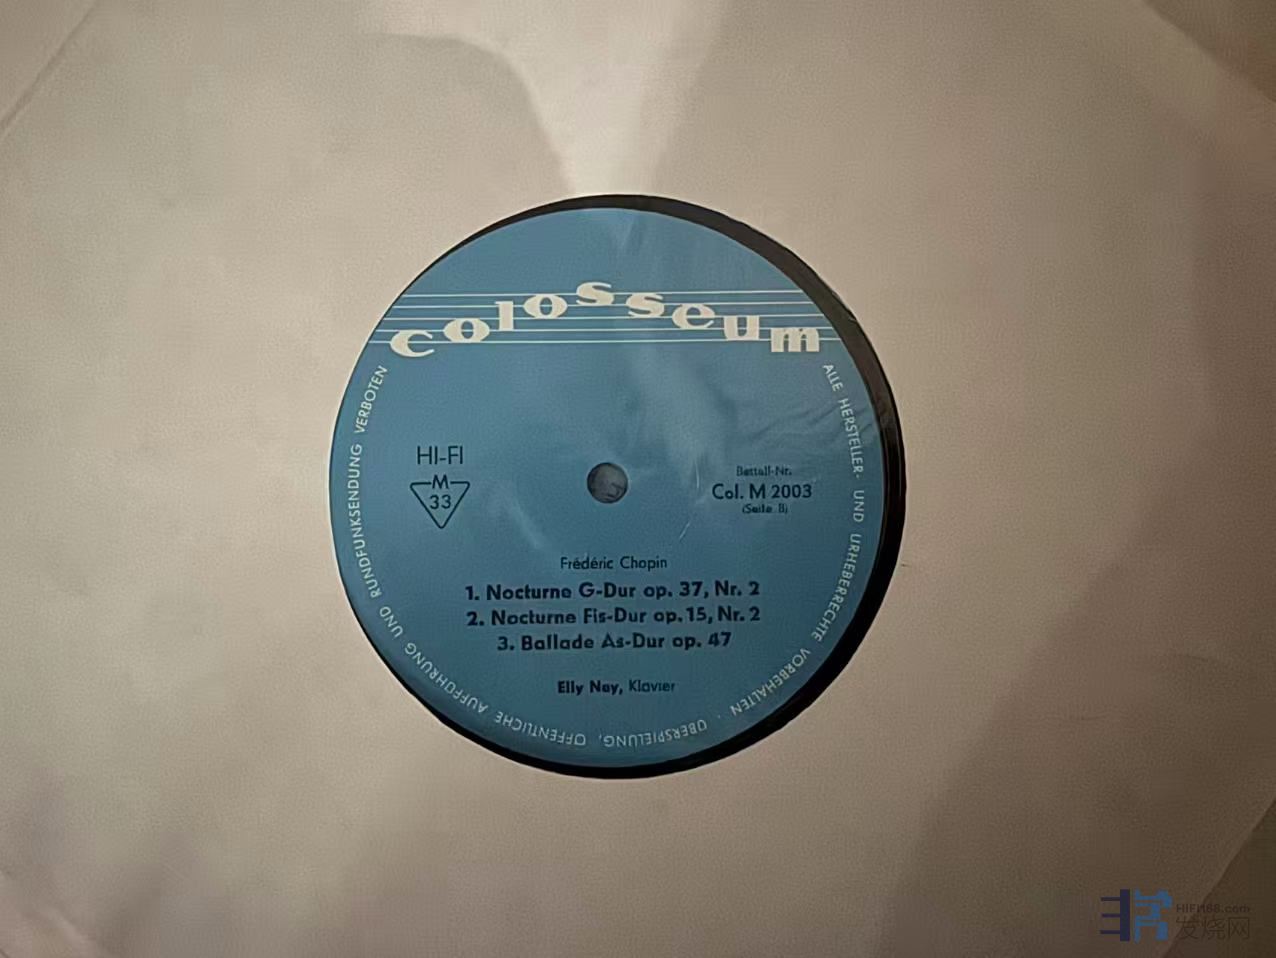 colosseum
HI-FI
M
33
Bestell-Nr.
Col. M 2003
(Seite B)
Frédéric Chopin
1. Nocturne G-Dur op. 37, Nr. 2
2. Nocturne Fis-Dur op. 15, Nr. 2
3. Ballade As-Dur op. 47
Elly Ney, Klavier
ALLE HERSTELLER- UND URHEBERRECHTE VORBEHALTEN · ÜBERSPIELUNG, ÖFFENTLICHE AUFFÜHRUNG UND RUNDFUNKSENDUNG VERBOTEN
HIFI168.com
发烧网